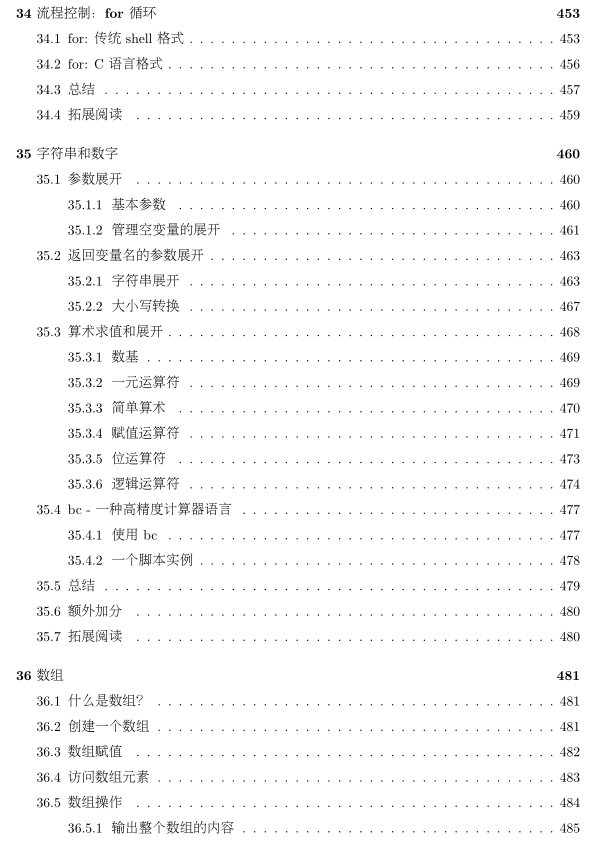 34 流程控制：for 循环 453
34.1 for: 传统 shell 格式 . . . . . . . . . . . . . . . . . . . . . . . . . . . . . . . . . . . 453
34.2 for: C 语言格式 . . . . . . . . . . . . . . . . . . . . . . . . . . . . . . . . . . . . . 456
34.3 总结 . . . . . . . . . . . . . . . . . . . . . . . . . . . . . . . . . . . . . . . . . . . 457
34.4 拓展阅读 . . . . . . . . . . . . . . . . . . . . . . . . . . . . . . . . . . . . . . . . 459
35 字符串和数字 460
35.1 参数展开 . . . . . . . . . . . . . . . . . . . . . . . . . . . . . . . . . . . . . . . . 460
35.1.1 基本参数 . . . . . . . . . . . . . . . . . . . . . . . . . . . . . . . . . . . . 460
35.1.2 管理空变量的展开 . . . . . . . . . . . . . . . . . . . . . . . . . . . . . . . 461
35.2 返回变量名的参数展开 . . . . . . . . . . . . . . . . . . . . . . . . . . . . . . . . . 463
35.2.1 字符串展开 . . . . . . . . . . . . . . . . . . . . . . . . . . . . . . . . . . . 463
35.2.2 大小写转换 . . . . . . . . . . . . . . . . . . . . . . . . . . . . . . . . . . . 467
35.3 算术求值和展开 . . . . . . . . . . . . . . . . . . . . . . . . . . . . . . . . . . . . . 468
35.3.1 数基 . . . . . . . . . . . . . . . . . . . . . . . . . . . . . . . . . . . . . . . 469
35.3.2 一元运算符 . . . . . . . . . . . . . . . . . . . . . . . . . . . . . . . . . . . 469
35.3.3 简单算术 . . . . . . . . . . . . . . . . . . . . . . . . . . . . . . . . . . . . 470
35.3.4 赋值运算符 . . . . . . . . . . . . . . . . . . . . . . . . . . . . . . . . . . . 471
35.3.5 位运算符 . . . . . . . . . . . . . . . . . . . . . . . . . . . . . . . . . . . . 473
35.3.6 逻辑运算符 . . . . . . . . . . . . . . . . . . . . . . . . . . . . . . . . . . . 474
35.4 bc - 一种高精度计算器语言 . . . . . . . . . . . . . . . . . . . . . . . . . . . . . . 477
35.4.1 使用 bc . . . . . . . . . . . . . . . . . . . . . . . . . . . . . . . . . . . . . 477
35.4.2 一个脚本实例 . . . . . . . . . . . . . . . . . . . . . . . . . . . . . . . . . . 478
35.5 总结 . . . . . . . . . . . . . . . . . . . . . . . . . . . . . . . . . . . . . . . . . . . 479
35.6 额外加分 . . . . . . . . . . . . . . . . . . . . . . . . . . . . . . . . . . . . . . . . 480
35.7 拓展阅读 . . . . . . . . . . . . . . . . . . . . . . . . . . . . . . . . . . . . . . . . 480
36 数组 481
36.1 什么是数组？ . . . . . . . . . . . . . . . . . . . . . . . . . . . . . . . . . . . . . . 481
36.2 创建一个数组 . . . . . . . . . . . . . . . . . . . . . . . . . . . . . . . . . . . . . . 481
36.3 数组赋值 . . . . . . . . . . . . . . . . . . . . . . . . . . . . . . . . . . . . . . . . 482
36.4 访问数组元素 . . . . . . . . . . . . . . . . . . . . . . . . . . . . . . . . . . . . . . 483
36.5 数组操作 . . . . . . . . . . . . . . . . . . . . . . . . . . . . . . . . . . . . . . . . 484
36.5.1 输出整个数组的内容 . . . . . . . . . . . . . . . . . . . . . . . . . . . . . . 485